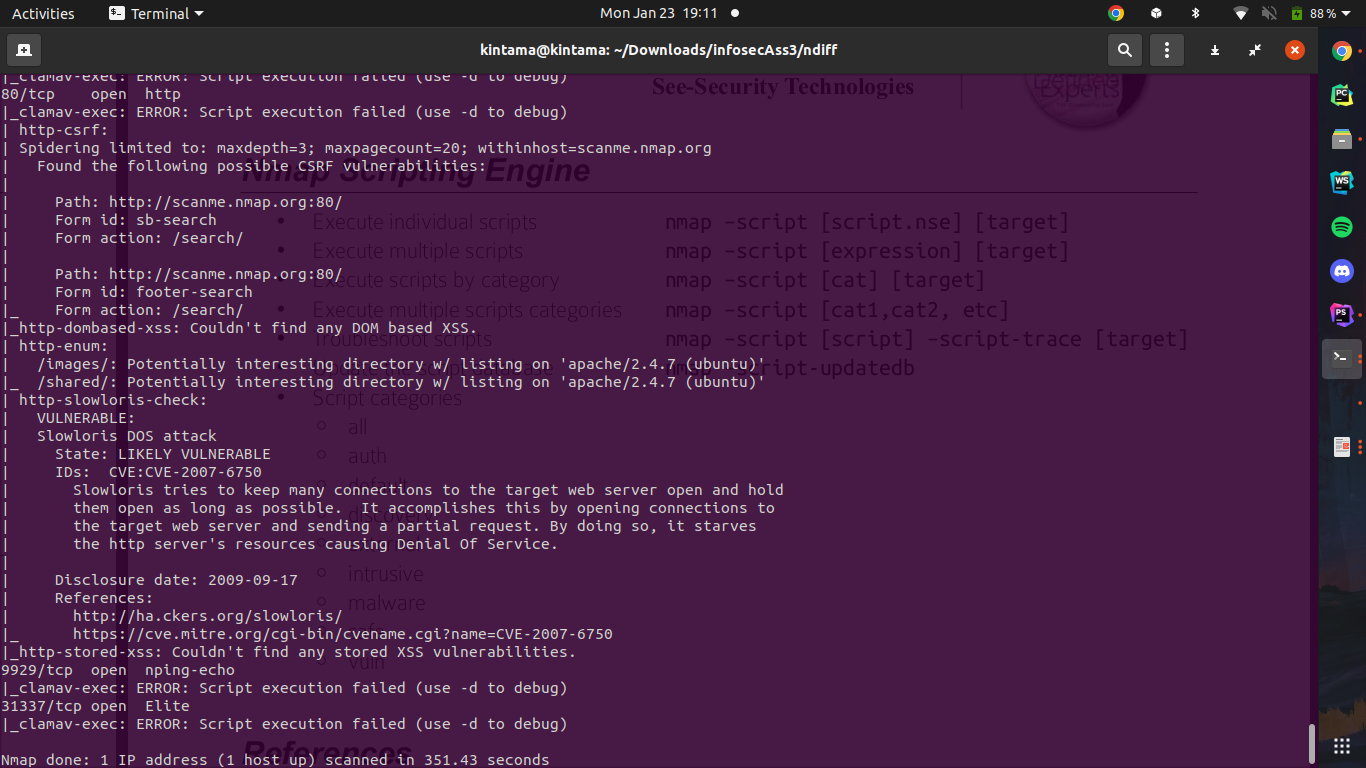 Activities
Terminal
Mon Jan 23 19:11
88%
kintama@kintama: ~/Downloads/infosecAss3/ndiff
|_clamav-exec: ERROR: Script execution failed (use -d to debug)
80/tcp    open  http
|_clamav-exec: ERROR: Script execution failed (use -d to debug)
| http-csrf:
| Spidering limited to: maxdepth=3; maxpagecount=20; withinhost=scanme.nmap.org
|   Found the following possible CSRF vulnerabilities:
|
|     Path: http://scanme.nmap.org:80/
|     Form id: sb-search
|     Form action: /search/
|
|     Path: http://scanme.nmap.org:80/
|     Form id: footer-search
|_    Form action: /search/
|_http-dombased-xss: Couldn't find any DOM based XSS.
| http-enum:
|   /images/: Potentially interesting directory w/ listing on 'apache/2.4.7 (ubuntu)'
|_  /shared/: Potentially interesting directory w/ listing on 'apache/2.4.7 (ubuntu)'
| http-slowloris-check:
|   VULNERABLE:
|   Slowloris DOS attack
|     State: LIKELY VULNERABLE
|     IDs:  CVE:CVE-2007-6750
|       Slowloris tries to keep many connections to the target web server open and hold
|       them open as long as possible.  It accomplishes this by opening connections to
|       the target web server and sending a partial request. By doing so, it starves
|       the http server's resources causing Denial Of Service.
|
|     Disclosure date: 2009-09-17
|     References:
|       http://ha.ckers.org/slowloris/
|_      https://cve.mitre.org/cgi-bin/cvename.cgi?name=CVE-2007-6750
|_http-stored-xss: Couldn't find any stored XSS vulnerabilities.
9929/tcp  open  nping-echo
|_clamav-exec: ERROR: Script execution failed (use -d to debug)
31337/tcp open  Elite
|_clamav-exec: ERROR: Script execution failed (use -d to debug)
Nmap done: 1 IP address (1 host up) scanned in 351.43 seconds
See-Security Technologies
Experts
Nmap Scripting Engine
• Execute individual scripts nmap –script [script.nse] [target]
• Execute multiple scripts nmap –script [expression] [target]
• Execute scripts by category nmap –script [cat] [target]
• Execute multiple scripts categories nmap –script [cat1,cat2, etc]
• Troubleshoot scripts nmap –script [script] –script-trace [target]
script-updatedb
• Script categories
○ all
○ auth
○ default
○ discovery
○ intrusive
○ malware
○ safe
○ vuln
References
PC
WS
PS